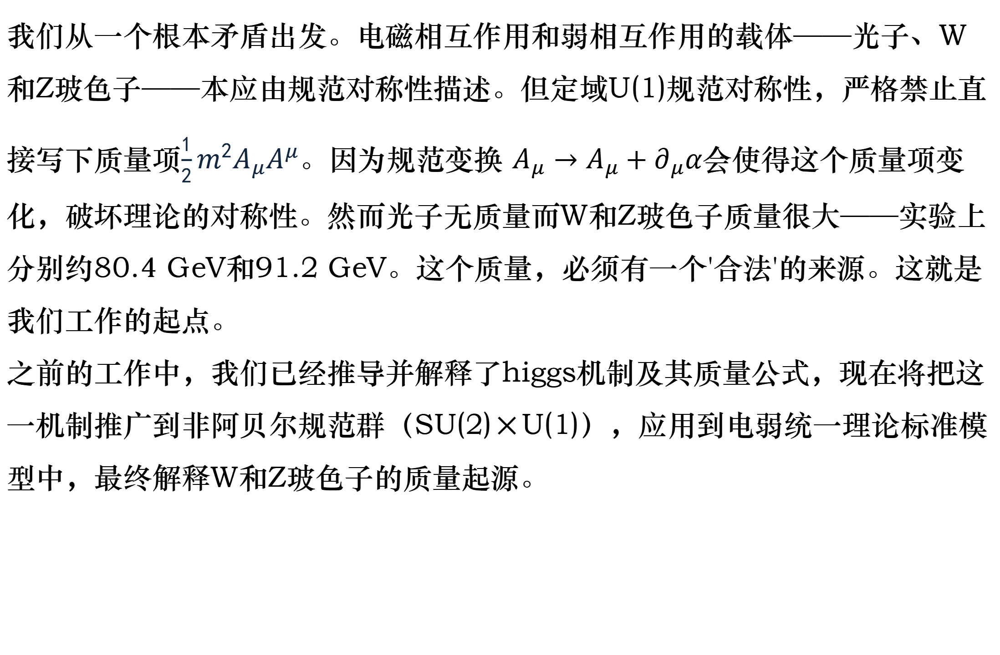 我们从一个根本矛盾出发。电磁相互作用和弱相互作用的载体——光子、W
和Z玻色子——本应由规范对称性描述。但定域U(1)规范对称性，严格禁止直
接写下质量项$\frac{1}{2}m^2A_\mu A^\mu$。因为规范变换 $A_\mu \to A_\mu + \partial_\mu\alpha$会使得这个质量项变
化，破坏理论的对称性。然而光子无质量而W和Z玻色子质量很大——实验上
分别约80.4 GeV和91.2 GeV。这个质量，必须有一个'合法'的来源。这就是
我们工作的起点。
之前的工作中，我们已经推导并解释了higgs机制及其质量公式，现在将把这
一机制推广到非阿贝尔规范群（SU(2)×U(1)），应用到电弱统一理论标准模
型中，最终解释W和Z玻色子的质量起源。